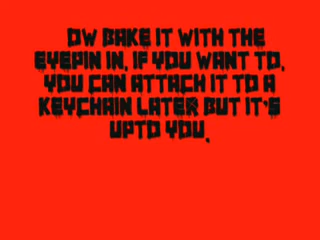 OW BAKE IT WITH THE
EYEPIN IN. IF YOU WANT TO,
YOU CAN ATTACH IT TO A
KEYCHAIN LATER BUT IT'S
UPTO YOU.